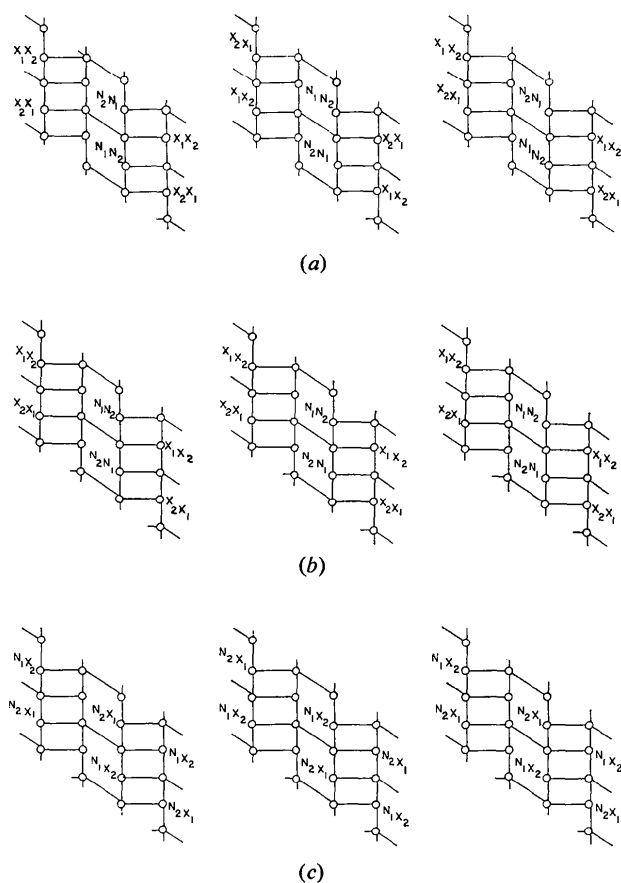 X₁X₂
N₂N₁
X₂X₁
X₁X₂
N₁N₂
X₂X₁
X₂X₁
N₁N₂
X₁X₂
X₂X₁
N₂N₁
X₁X₂
X₁X₂
N₂N₁
X₂X₁
X₁X₂
N₁N₂
X₂X₁
(a)
X₁X₂
N₁N₂
X₂X₁
X₁X₂
N₂N₁
X₂X₁
X₁X₂
N₁N₂
X₂X₁
X₁X₂
N₂N₁
X₂X₁
X₁X₂
N₁N₂
X₂X₁
X₁X₂
N₂N₁
X₂X₁
(b)
N₁X₂
N₂X₁
N₂X₁
N₁X₂
N₁X₂
N₂X₁
N₂X₁
N₁X₂
N₁X₂
N₂X₁
N₂X₁
N₁X₂
N₁X₂
N₂X₁
N₂X₁
N₁X₂
N₁X₂
N₂X₁
(c)